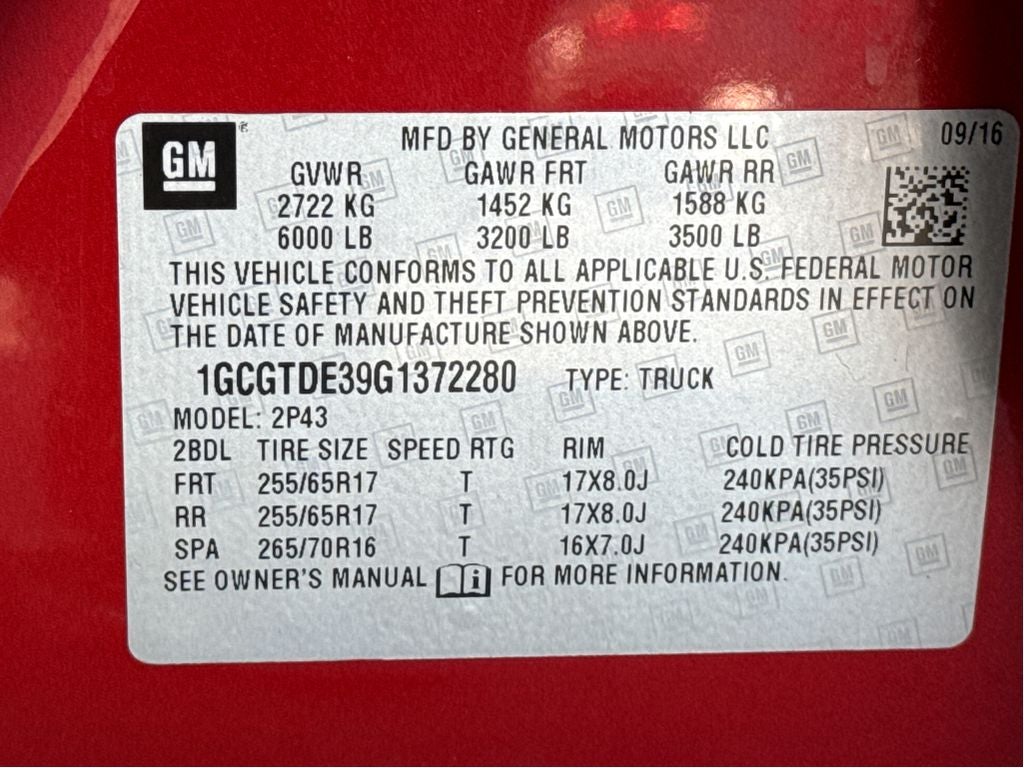 GM ® MFD BY GENERAL MOTORS LLC 09/16
GVWR GAWR FRT GAWR RR
2722 KG 1452 KG 1588 KG
6000 LB 3200 LB 3500 LB
THIS VEHICLE CONFORMS TO ALL APPLICABLE U.S. FEDERAL MOTOR
VEHICLE SAFETY AND THEFT PREVENTION STANDARDS IN EFFECT ON
THE DATE OF MANUFACTURE SHOWN ABOVE.
1GCGTDE39G1372280 TYPE: TRUCK
MODEL: 2P43
2BDL TIRE SIZE SPEED RTG RIM COLD TIRE PRESSURE
FRT 255/65R17 T 17X8.0J 240KPA(35PSI)
RR 255/65R17 T 17X8.0J 240KPA(35PSI)
SPA 265/70R16 T 16X7.0J 240KPA(35PSI)
SEE OWNER'S MANUAL i FOR MORE INFORMATION.